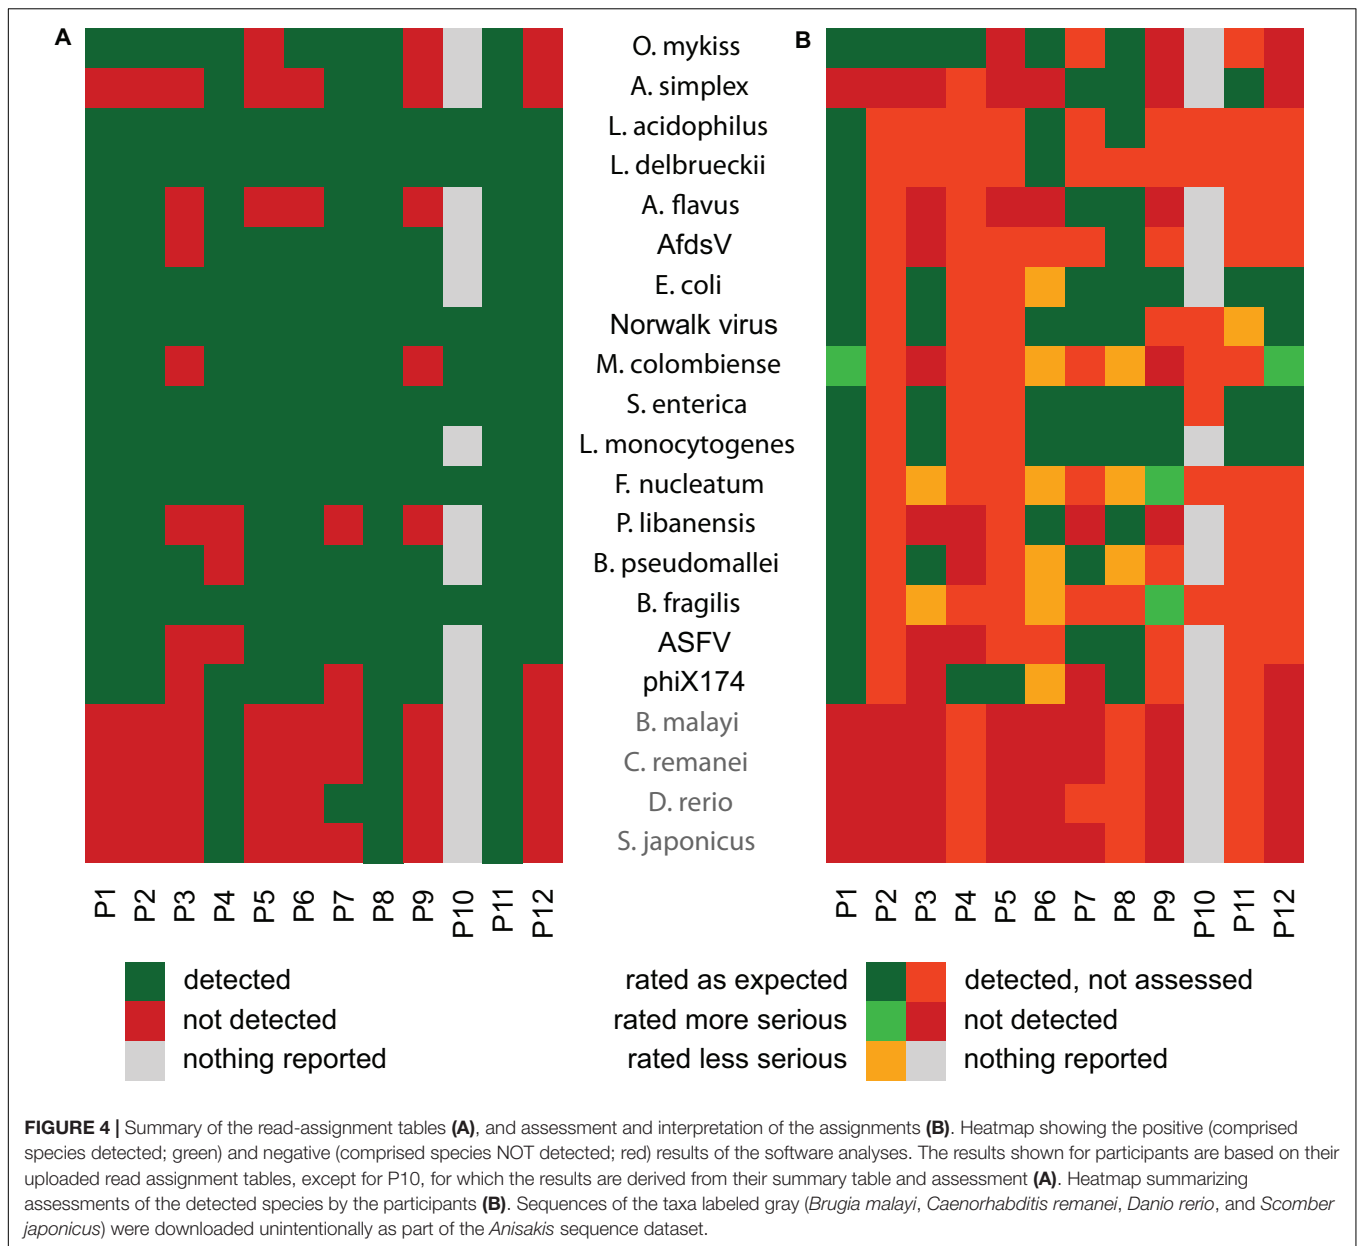 A
B
O. mykiss
A. simplex
L. acidophilus
L. delbrueckii
A. flavus
AfdsV
E. coli
Norwalk virus
M. colombiense
S. enterica
L. monocytogenes
F. nucleatum
P. libanensis
B. pseudomallei
B. fragilis
ASFV
phiX174
B. malayi
C. remanei
D. rerio
S. japonicus
P1 P2 P3 P4 P5 P6 P7 P8 P9 P10 P11 P12
P1 P2 P3 P4 P5 P6 P7 P8 P9 P10 P11 P12
detected
not detected
nothing reported
rated as expected
rated more serious
rated less serious
detected, not assessed
not detected
nothing reported
FIGURE 4 | Summary of the read-assignment tables (A), and assessment and interpretation of the assignments (B). Heatmap showing the positive (comprised
species detected; green) and negative (comprised species NOT detected; red) results of the software analyses. The results shown for participants are based on their
uploaded read assignment tables, except for P10, for which the results are derived from their summary table and assessment (A). Heatmap summarizing
assessments of the detected species by the participants (B). Sequences of the taxa labeled gray (Brugia malayi, Caenorhabditis remanei, Danio rerio, and Scomber
japonicus) were downloaded unintentionally as part of the Anisakis sequence dataset.